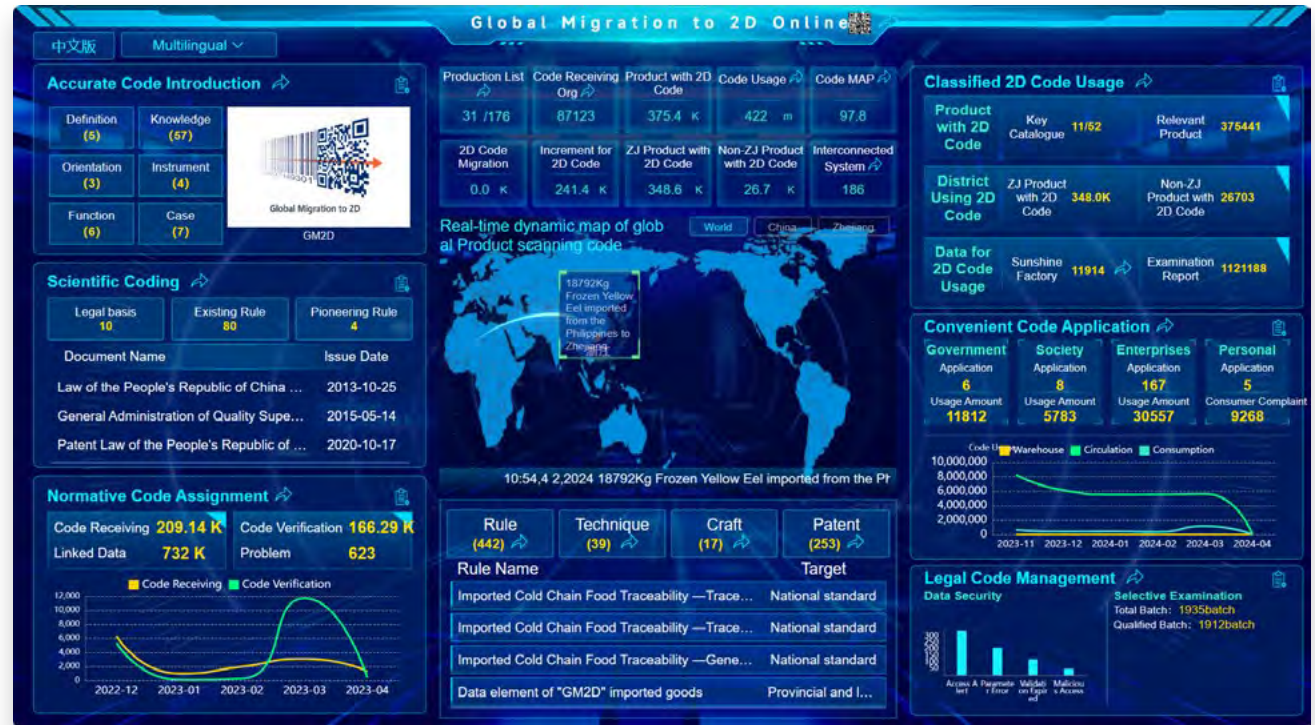 Global Migration to 2D Online
中文版
Multilingual
Accurate Code Introduction
Definition
(5)
Knowledge
(57)
Orientation
(3)
Instrument
(4)
Function
(6)
Case
(7)
Global Migration to 2D
GM2D
Scientific Coding
Legal basis
10
Existing Rule
80
Pioneering Rule
4
Document Name Issue Date
Law of the People's Republic of China ... 2013-10-25
General Administration of Quality Supe... 2015-05-14
Patent Law of the People's Republic of ... 2020-10-17
Normative Code Assignment
Code Receiving 209.14 K
Code Verification 166.29 K
Linked Data 732 K
Problem 623
Code Receiving Code Verification
12,000
10,000
8,000
6,000
4,000
2,000
0
2022-12 2023-01 2023-02 2023-03 2023-04
Production List
31 /176
Code Receiving
Org
87123
Product with 2D
Code
375.4 K
Code Usage
422 m
Code MAP
97.8
2D Code
Migration
0.0 K
Increment for
2D Code
241.4 K
ZJ Product with
2D Code
348.6 K
Non-ZJ Product
with 2D Code
26.7 K
Interconnected
System
186
Real-time dynamic map of glob
al Product scanning code
World China Zhejiang
18792Kg
Frozen Yellow
Eel imported
from the
Philippines to
Zhejiang
10:54,4 2,2024 18792Kg Frozen Yellow Eel imported from the Ph
Rule
(442)
Technique
(39)
Craft
(17)
Patent
(253)
Rule Name Target
Imported Cold Chain Food Traceability —Trace... National standard
Imported Cold Chain Food Traceability —Trace... National standard
Imported Cold Chain Food Traceability —Gene... National standard
Data element of "GM2D" imported goods Provincial and l...
Classified 2D Code Usage
Product
with 2D
Code
Key
Catalogue 11/52
Relevant
Product 375441
District
Using 2D
Code
ZJ Product
with 2D
Code 348.0K
Non-ZJ
Product with
2D Code 26703
Data for
2D Code
Usage
Sunshine
Factory 11914
Examination
Report 1121188
Convenient Code Application
Government
Application
6
Usage Amount
11812
Society
Application
8
Usage Amount
5783
Enterprises
Application
167
Usage Amount
30557
Personal
Application
5
Consumer Complaint
9268
Code Warehouse Circulation Consumption
10,000,000
8,000,000
6,000,000
4,000,000
2,000,000
0
2023-11 2023-12 2024-01 2024-02 2024-03 2024-04
Legal Code Management
Data Security
Access A
lert
Paramete
r Error
Validati
on Expir
ed
Maliciou
s Access
Selective Examination
Total Batch: 1935batch
Qualified Batch: 1912batch